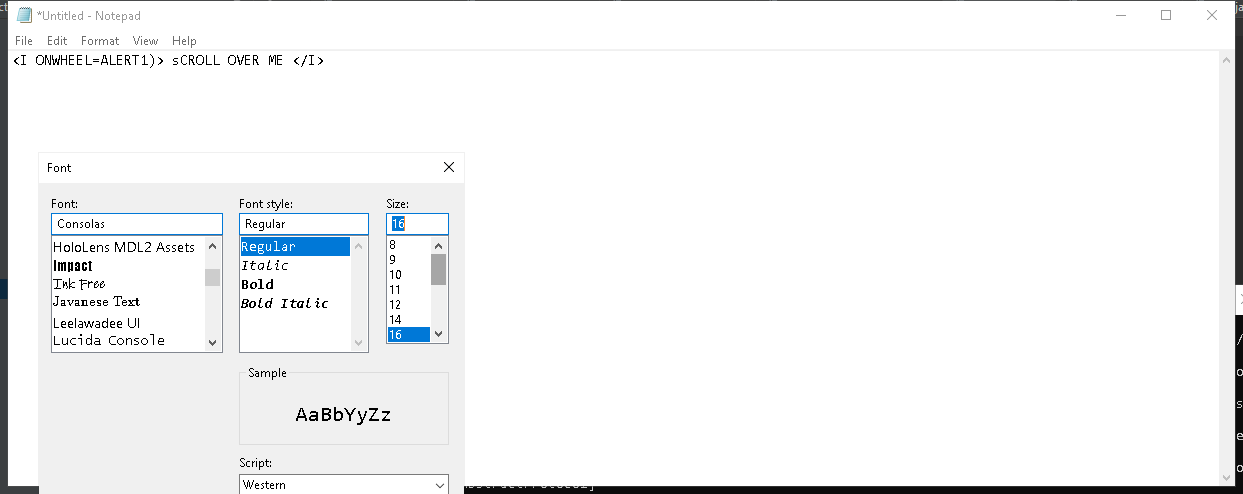 *Untitled - Notepad
File Edit Format View Help
<I ONWHEEL=ALERT1)> sCROLL OVER ME </I>
Font
Font: Font style: Size:
Consolas Regular 16
HoloLens MDL2 Assets
Impact
Ink Free
Javanese Text
Leelawadee UI
Lucida Console
Regular
Italic
Bold
Bold Italic
8
9
10
11
12
14
16
Sample
AaBbYyZz
Script:
Western